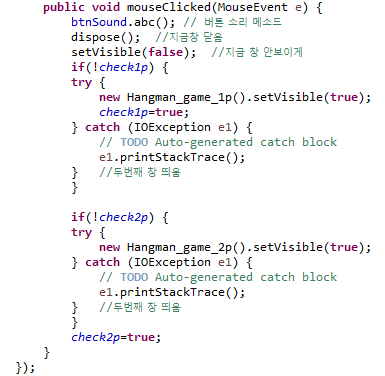 public void mouseClicked(MouseEvent e) {
btnSound.abc(); // 버튼 소리 메소드
dispose();  //지금창 닫음
setVisible(false);  //지금 창 안보이게
if(!check1p) {
try {
new Hangman_game_1p().setVisible(true);
check1p=true;
} catch (IOException e1) {
// TODO Auto-generated catch block
e1.printStackTrace();
}   //두번째 창 띄움
}
if(!check2p) {
try {
new Hangman_game_2p().setVisible(true);
} catch (IOException e1) {
// TODO Auto-generated catch block
e1.printStackTrace();
}   //두번째 창 띄움
}
check2p=true;
}
});